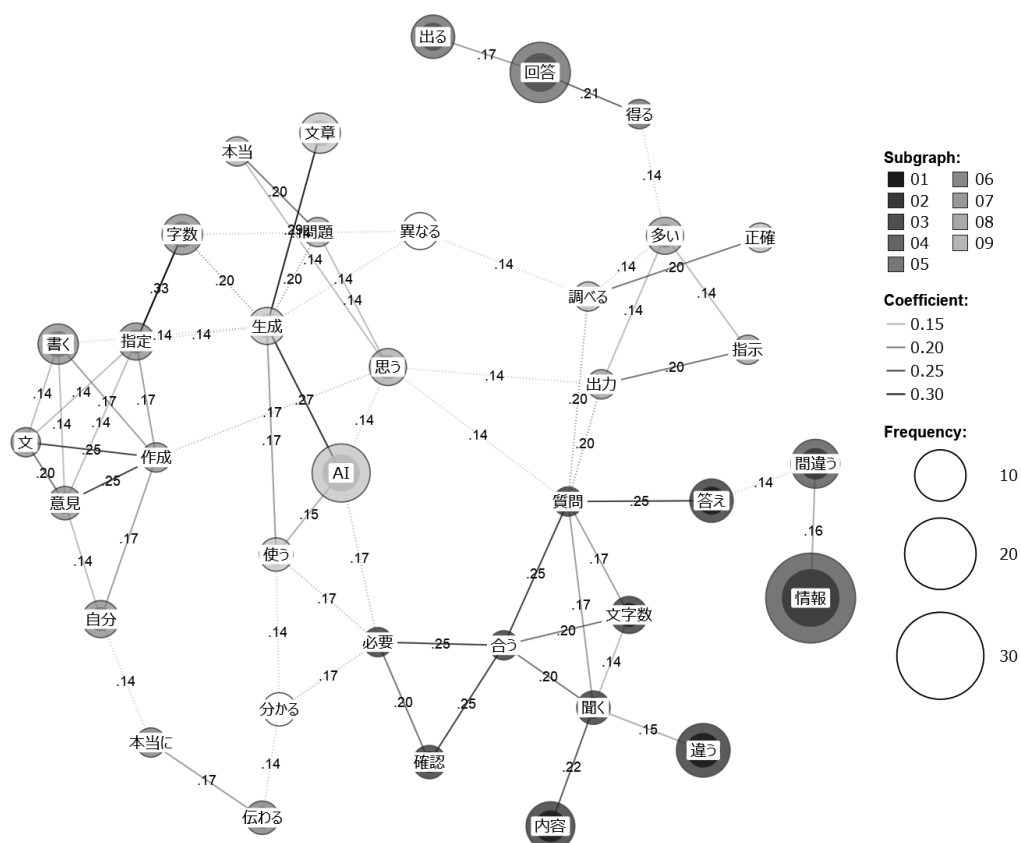 出る
.17
回答
.21
得る
文章
本当
.20
.14
字数
.29
問題
異なる
多い
正確
.14
.14
.14
.20
.20
.20
.14
.14
調べる
.33
.14
.14
生成
.14
.14
書く
指定
思う
指示
.14
出力
.20
.14
.14
.17
.17
.27
.20
.14
.14
.17
.14
.14
.20
文
.25
作成
.17
AI
間違う
.20
.25
.14
意見
質問
.25
答え
.15
.16
.17
.14
使う
.17
.25
.17
情報
.17
.17
自分
.14
必要
.25
合う
.20
文字数
.17
.14
.14
.20
.20
.25
分かる
聞く
本当に
.15
違う
.14
確認
.22
.17
伝わる
内容
Subgraph:
01
06
02
07
03
08
04
09
05
Coefficient:
0.15
0.20
0.25
0.30
Frequency:
10
20
30